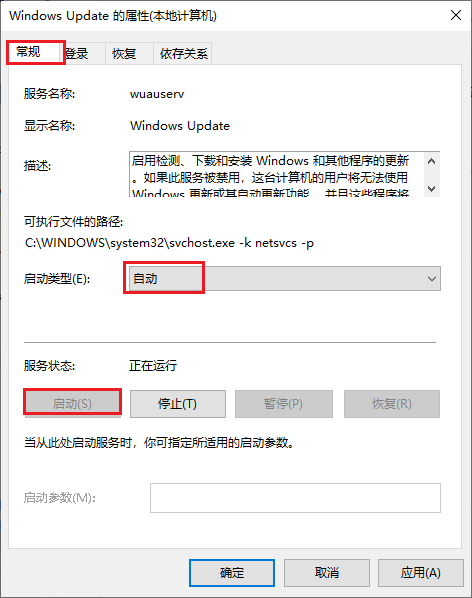 Windows Update 的属性(本地计算机)
常规 登录 恢复 依存关系
服务名称: wuauserv
显示名称: Windows Update
描述: 启用检测、下载和安装 Windows 和其他程序的更新
。如果此服务被禁用，这台计算机的用户将无法使用
Windows 更新或其自动更新功能，并且这些程序将
可执行文件的路径:
C:\WINDOWS\system32\svchost.exe -k netsvcs -p
启动类型(E): 自动
服务状态: 正在运行
启动(S) 停止(T) 暂停(P) 恢复(R)
当从此处启动服务时，你可指定所适用的启动参数。
启动参数(M):
确定 取消 应用(A)